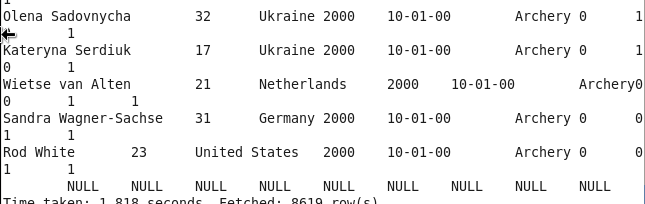 Olena Sadovnycha 32 Ukraine 2000 10-01-00 Archery 0 1
1
Kateryna Serdiuk 17 Ukraine 2000 10-01-00 Archery 0 1
0 1
Wietse van Alten 21 Netherlands 2000 10-01-00 Archery0
0 1 1
Sandra Wagner-Sachse 31 Germany 2000 10-01-00 Archery 0 0
1 1
Rod White 23 United States 2000 10-01-00 Archery 0 0
1 1
NULL NULL NULL NULL NULL NULL NULL NULL NULL
Time taken: 1.818 seconds, Fetched: 8619 row(s)